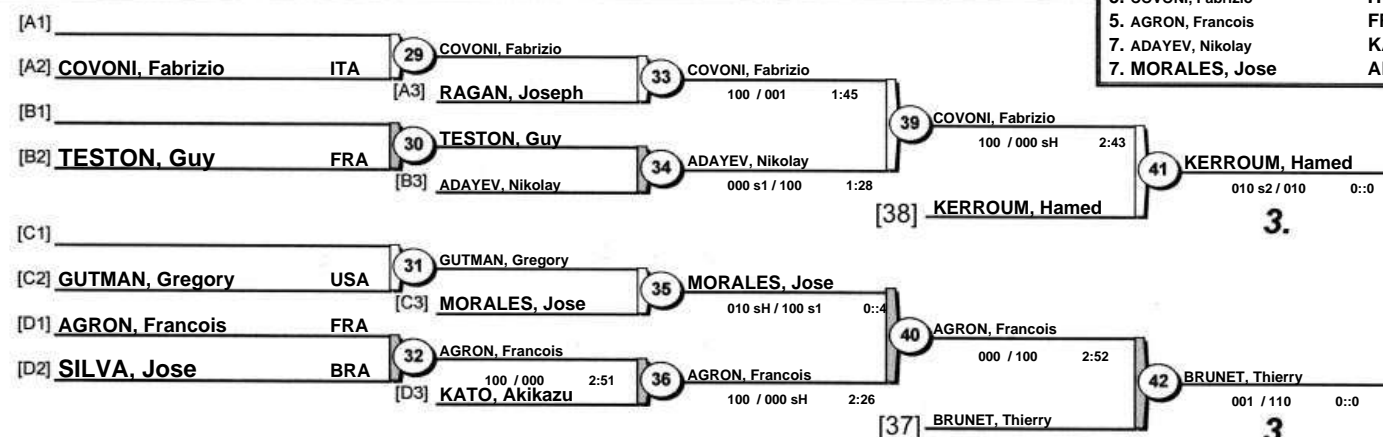 5. AGRON, Francois
7. ADAYEV, Nikolay
7. MORALES, Jose
[A1]
[A2] COVONI, Fabrizio ITA
29 COVONI, Fabrizio
[A3] RAGAN, Joseph
33 COVONI, Fabrizio
100 / 001 1:45
[B1]
[B2] TESTON, Guy FRA
30 TESTON, Guy
[B3] ADAYEV, Nikolay
34 ADAYEV, Nikolay
000 s1 / 100 1:28
39 COVONI, Fabrizio
100 / 000 sH 2:43
[38] KERROUM, Hamed
41 KERROUM, Hamed
010 s2 / 010 0::0
3.
[C1]
[C2] GUTMAN, Gregory USA
31 GUTMAN, Gregory
[C3] MORALES, Jose
35 MORALES, Jose
010 sH / 100 s1 0::4
[D1] AGRON, Francois FRA
[D2] SILVA, Jose BRA
32 AGRON, Francois
100 / 000 2:51
[D3] KATO, Akikazu
36 AGRON, Francois
100 / 000 sH 2:26
40 AGRON, Francois
000 / 100 2:52
[37] BRUNET, Thierry
42 BRUNET, Thierry
001 / 110 0::0
3